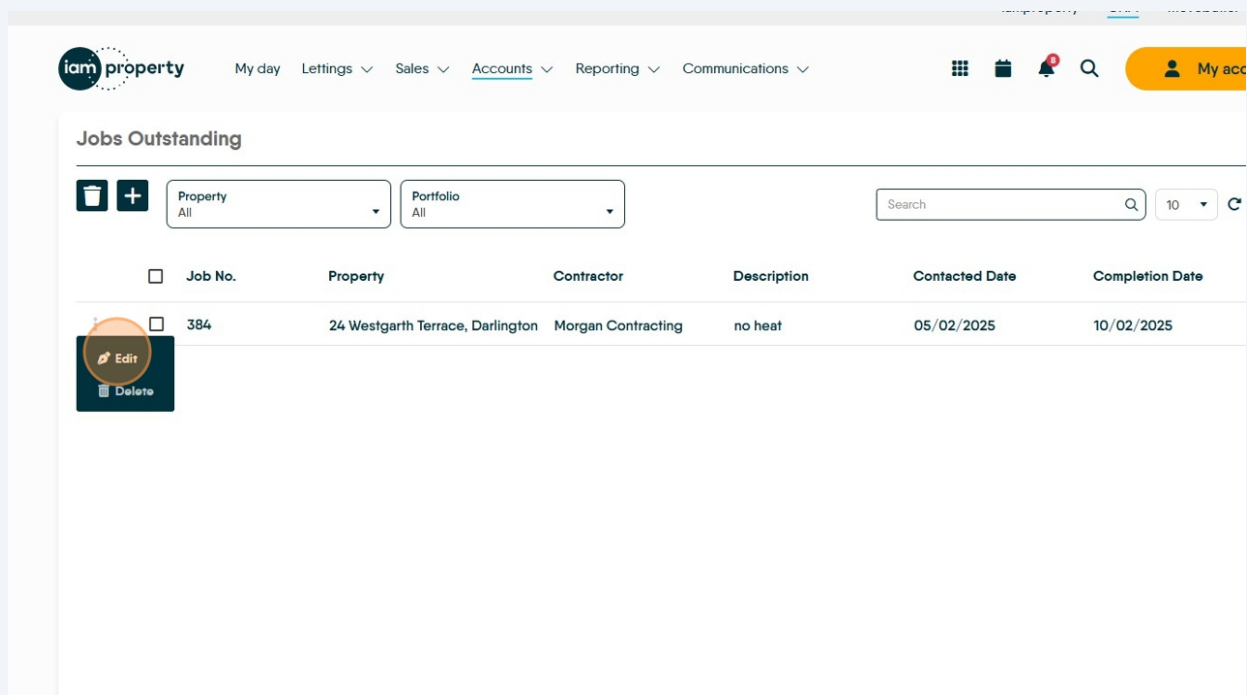 iam property
My day Lettings Sales Accounts Reporting Communications
8
My acc
Jobs Outstanding
Property
All
Portfolio
All
Search
10
Job No. Property Contractor Description Contacted Date Completion Date
384 24 Westgarth Terrace, Darlington Morgan Contracting no heat 05/02/2025 10/02/2025
Edit
Delete